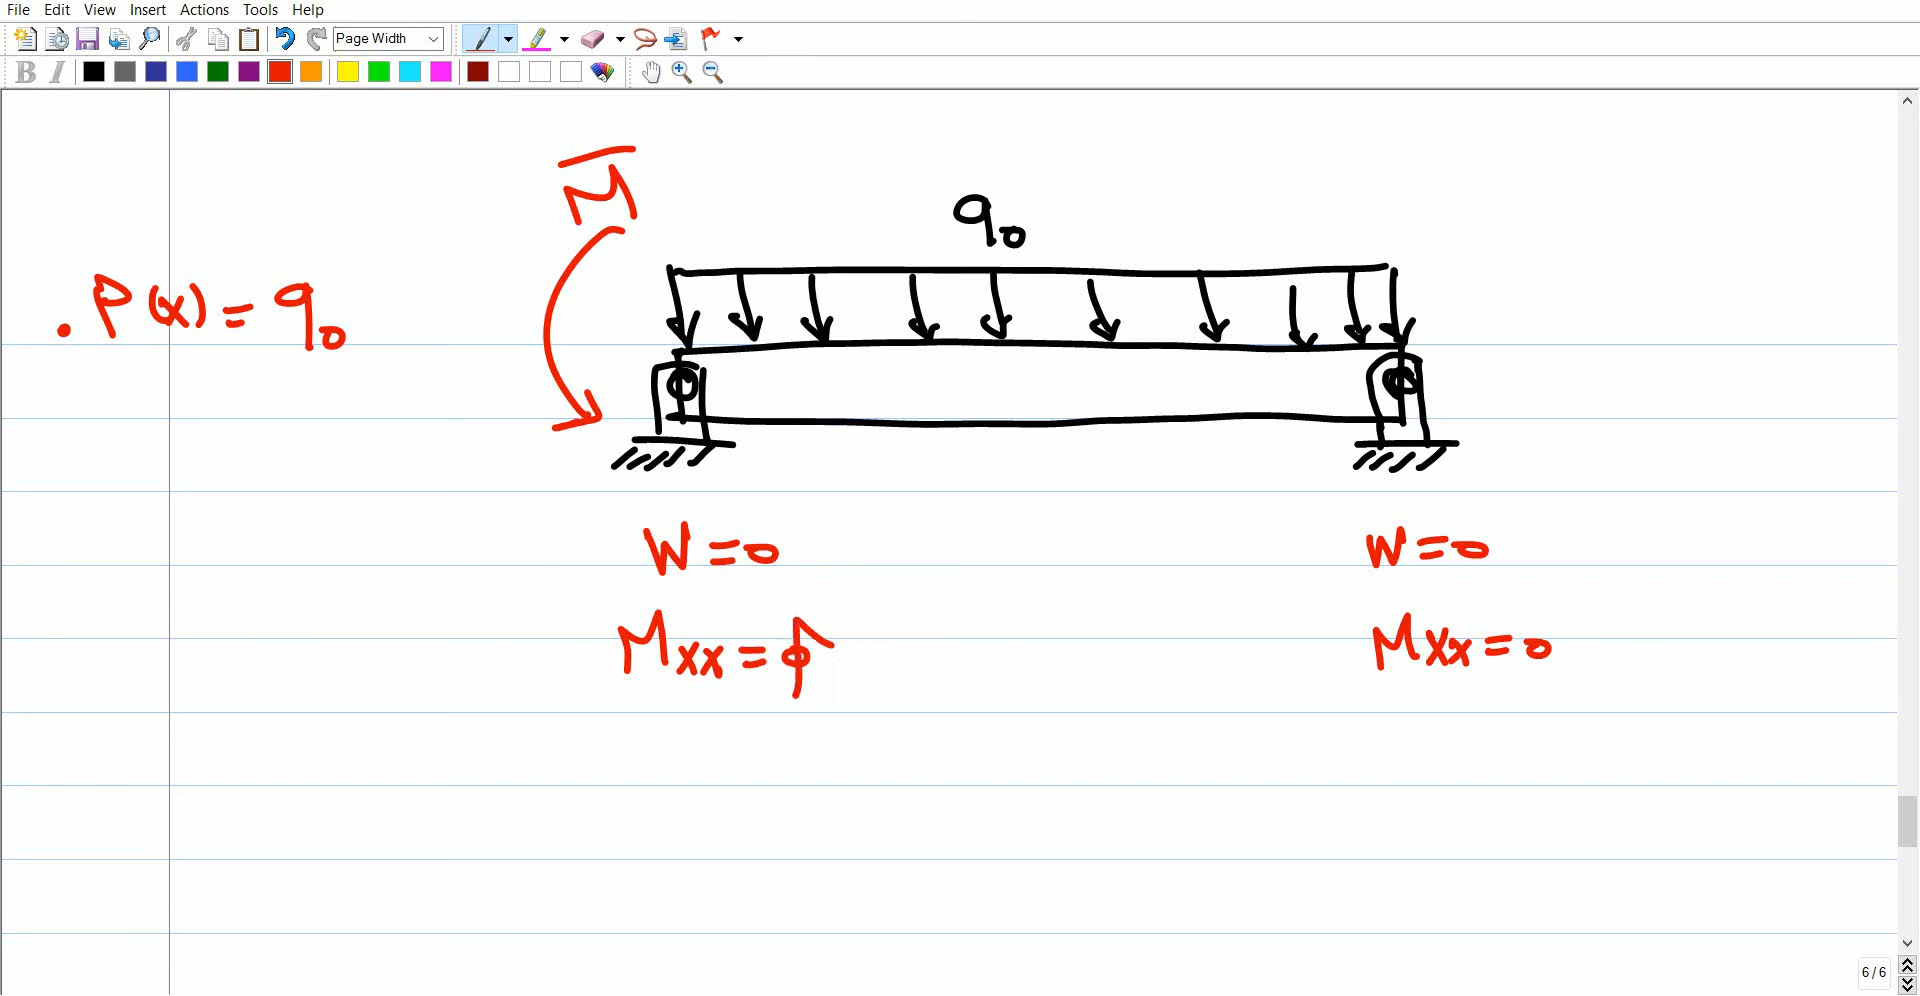 File Edit View Insert Actions Tools Help
Page Width
B I
M̅
q₀
. P(x) = q₀
W = 0
W = 0
Mxx =
Mxx = 0
6 / 6